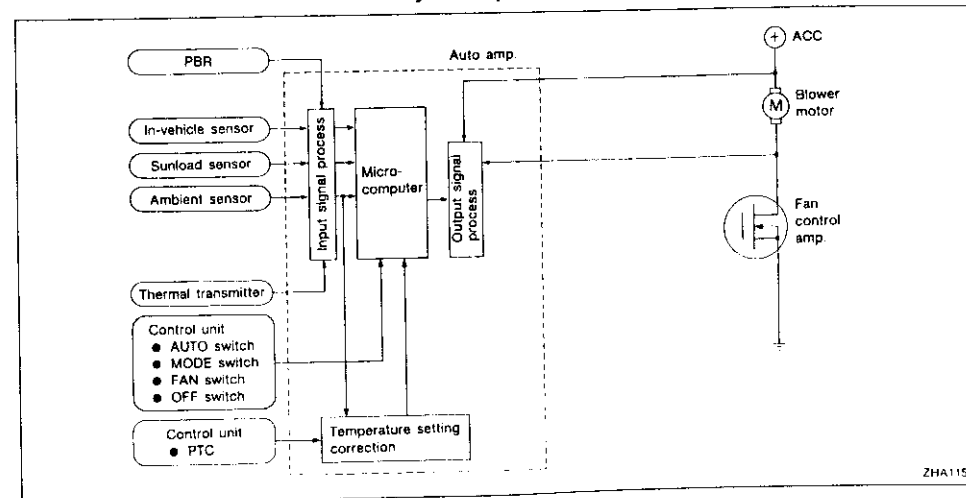 ACC
Auto amp.
PBR
Blower
motor
M
In-vehicle sensor
Sunload sensor
Ambient sensor
Input signal process
Micro-
computer
Output signal
process
Fan
control
amp.
Thermal transmitter
Control unit
● AUTO switch
● MODE switch
● FAN switch
● OFF switch
Control unit
● PTC
Temperature setting
correction
ZHA115